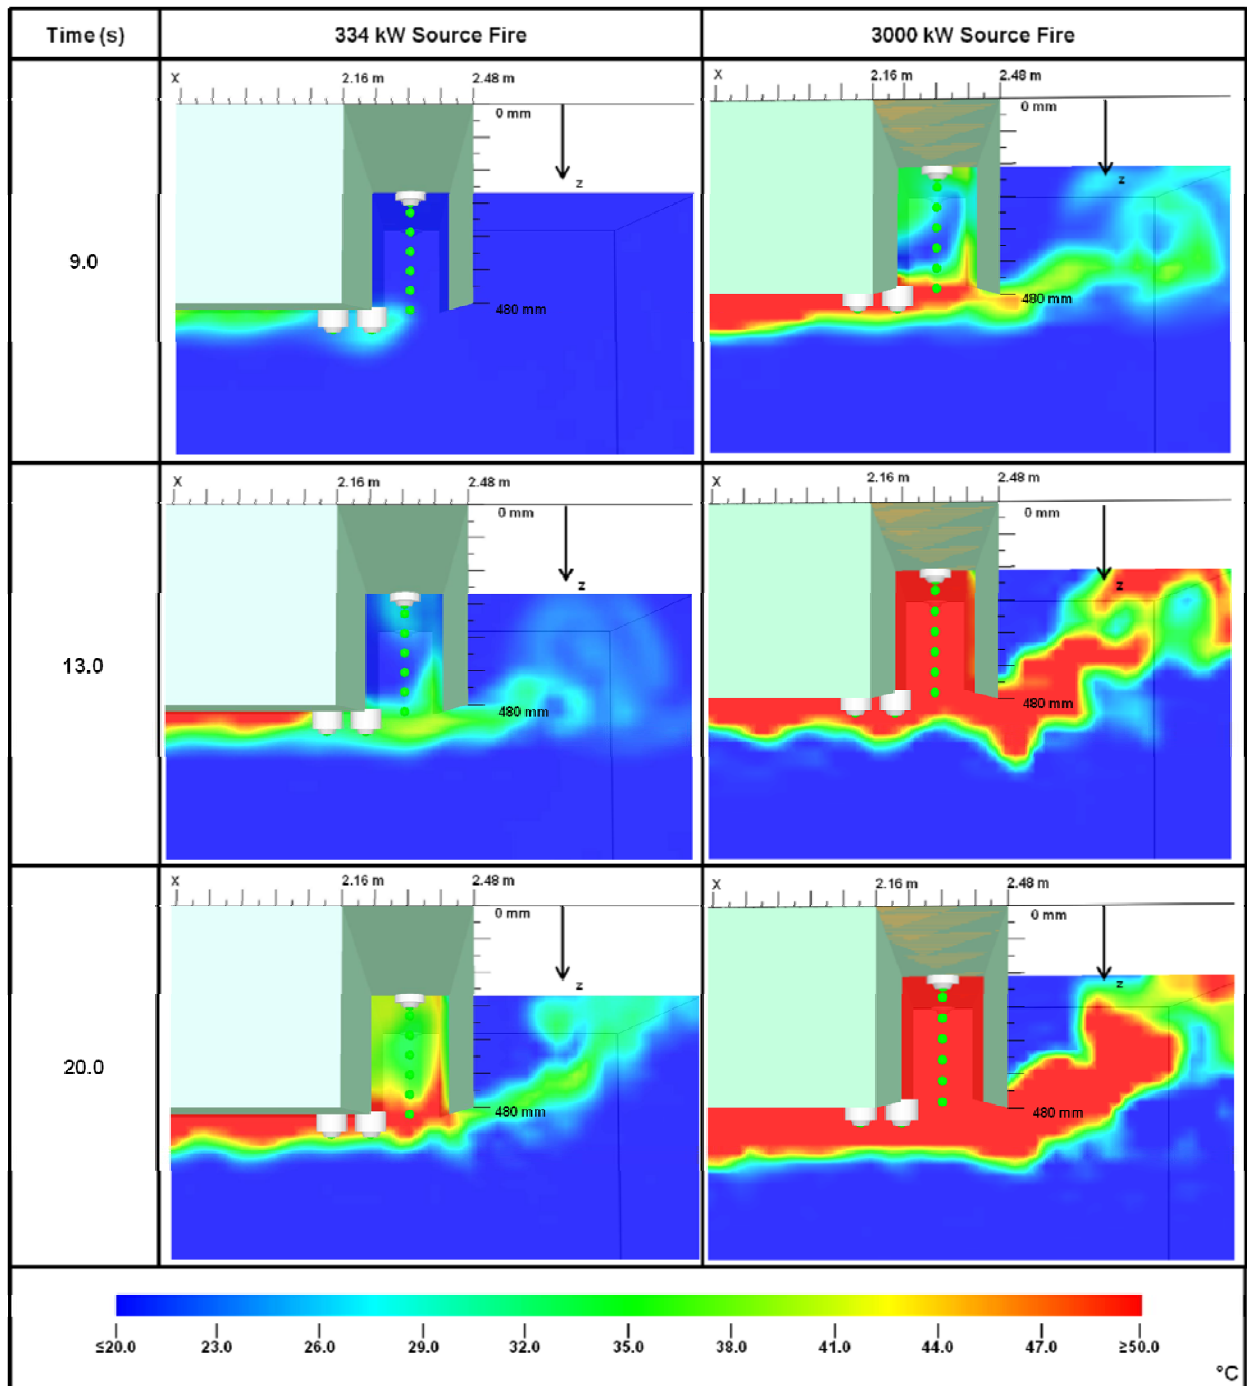 Time (s) 334 kW Source Fire 3000 kW Source Fire
X 2.16 m 2.48 m
0 mm
z
480 mm
X 2.16 m 2.48 m
0 mm
z
480 mm
9.0
X 2.16 m 2.48 m
0 mm
z
480 mm
X 2.16 m 2.48 m
0 mm
z
480 mm
13.0
X 2.16 m 2.48 m
0 mm
z
480 mm
X 2.16 m 2.48 m
0 mm
z
480 mm
20.0
≤20.0 23.0 26.0 29.0 32.0 35.0 38.0 41.0 44.0 47.0 ≥50.0
°C